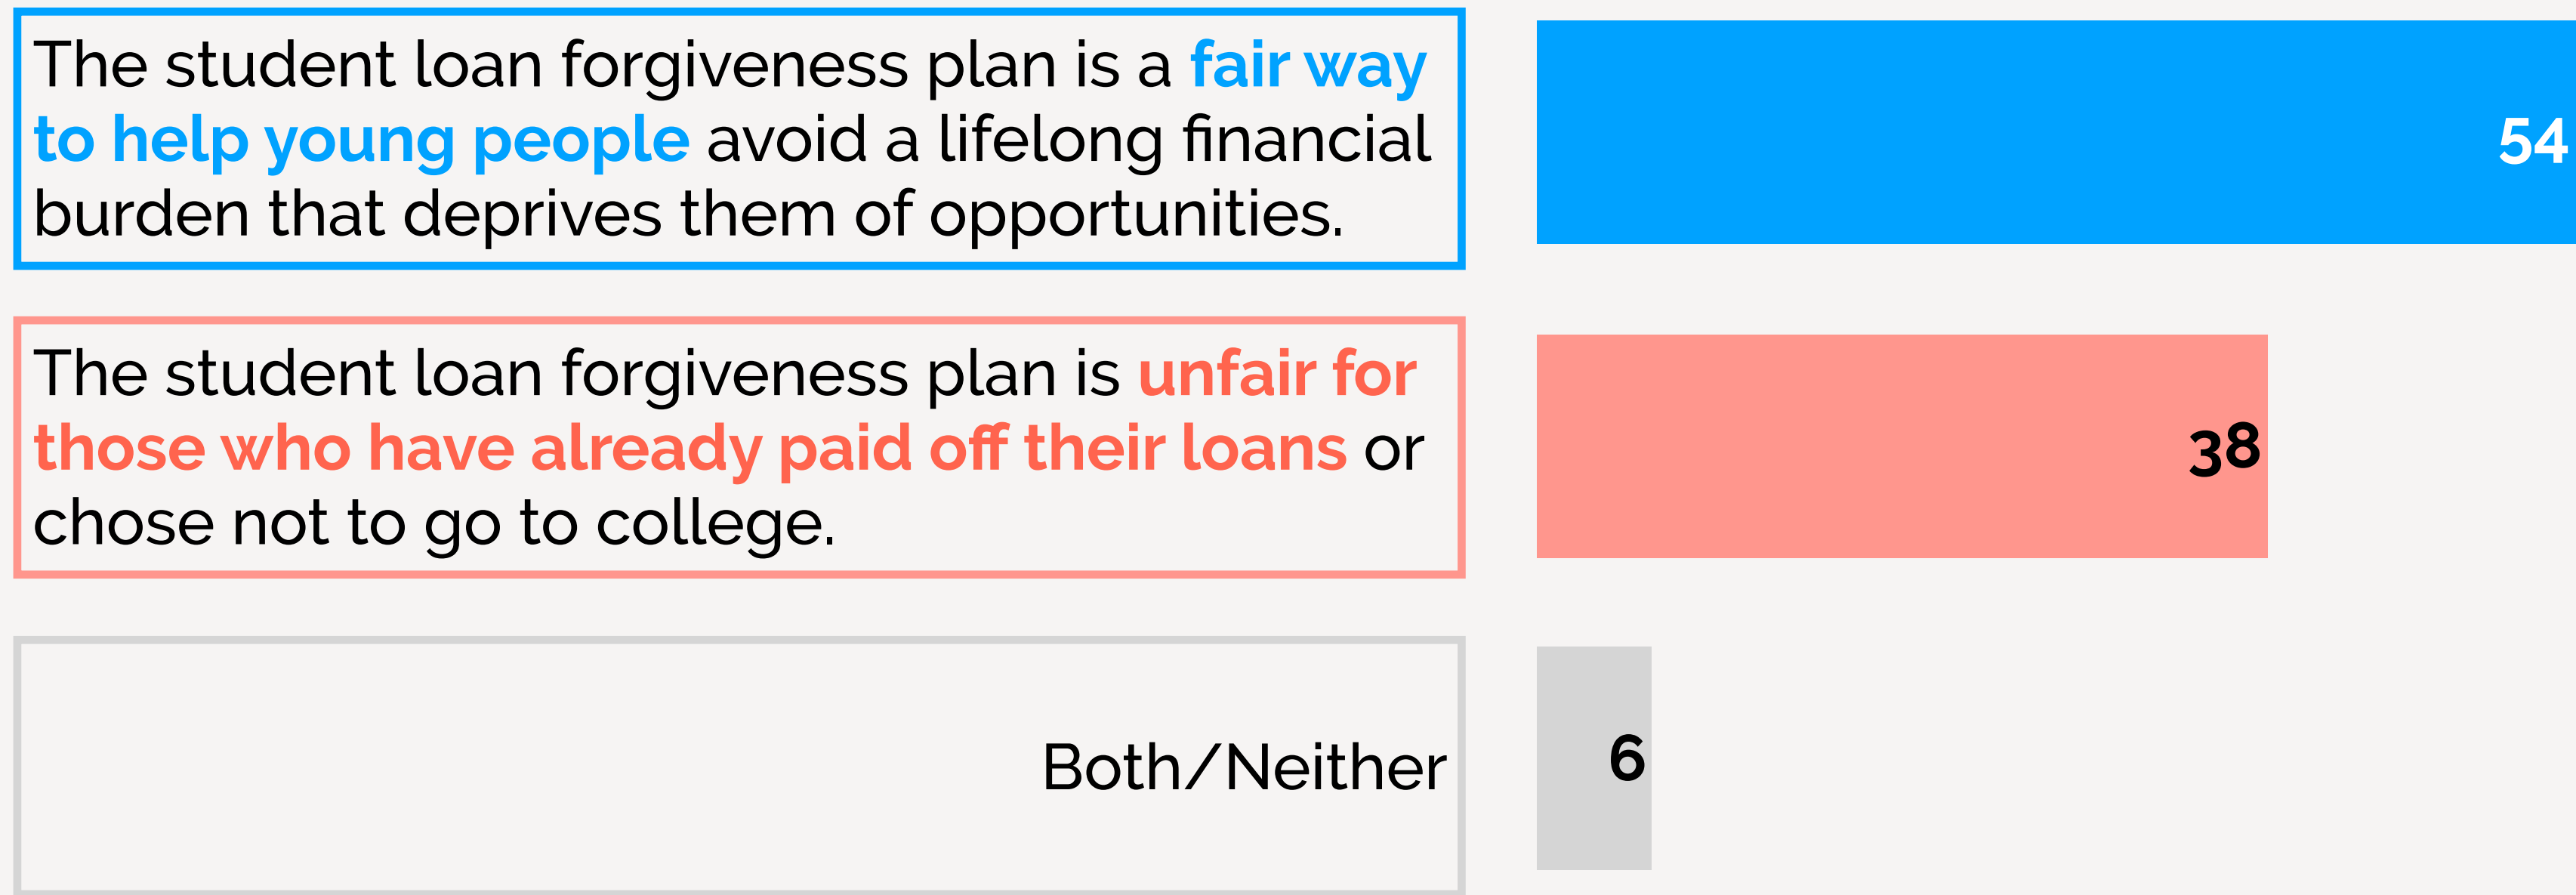 The student loan forgiveness plan is a fair way
to help young people avoid a lifelong financial
burden that deprives them of opportunities.
54
The student loan forgiveness plan is unfair for
those who have already paid off their loans or
chose not to go to college.
38
Both/Neither
6